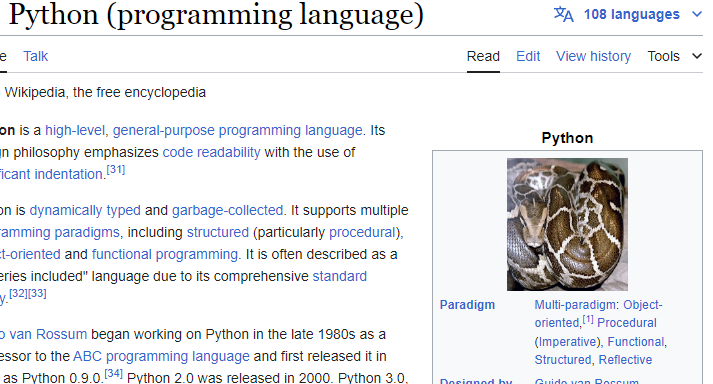 Python (programming language)
108 languages
e Talk
Read Edit View history Tools
Wikipedia, the free encyclopedia
on is a high-level, general-purpose programming language. Its
gn philosophy emphasizes code readability with the use of
ficant indentation.[31]
on is dynamically typed and garbage-collected. It supports multiple
ramming paradigms, including structured (particularly procedural),
ct-oriented and functional programming. It is often described as a
eries included" language due to its comprehensive standard
y.[32][33]
o van Rossum began working on Python in the late 1980s as a
essor to the ABC programming language and first released it in
as Python 0.9.0.[34] Python 2.0 was released in 2000. Python 3.0,
Python
Paradigm
Multi-paradigm: Object-
oriented,[1] Procedural
(Imperative), Functional,
Structured, Reflective
Designed by Guido van Rossum